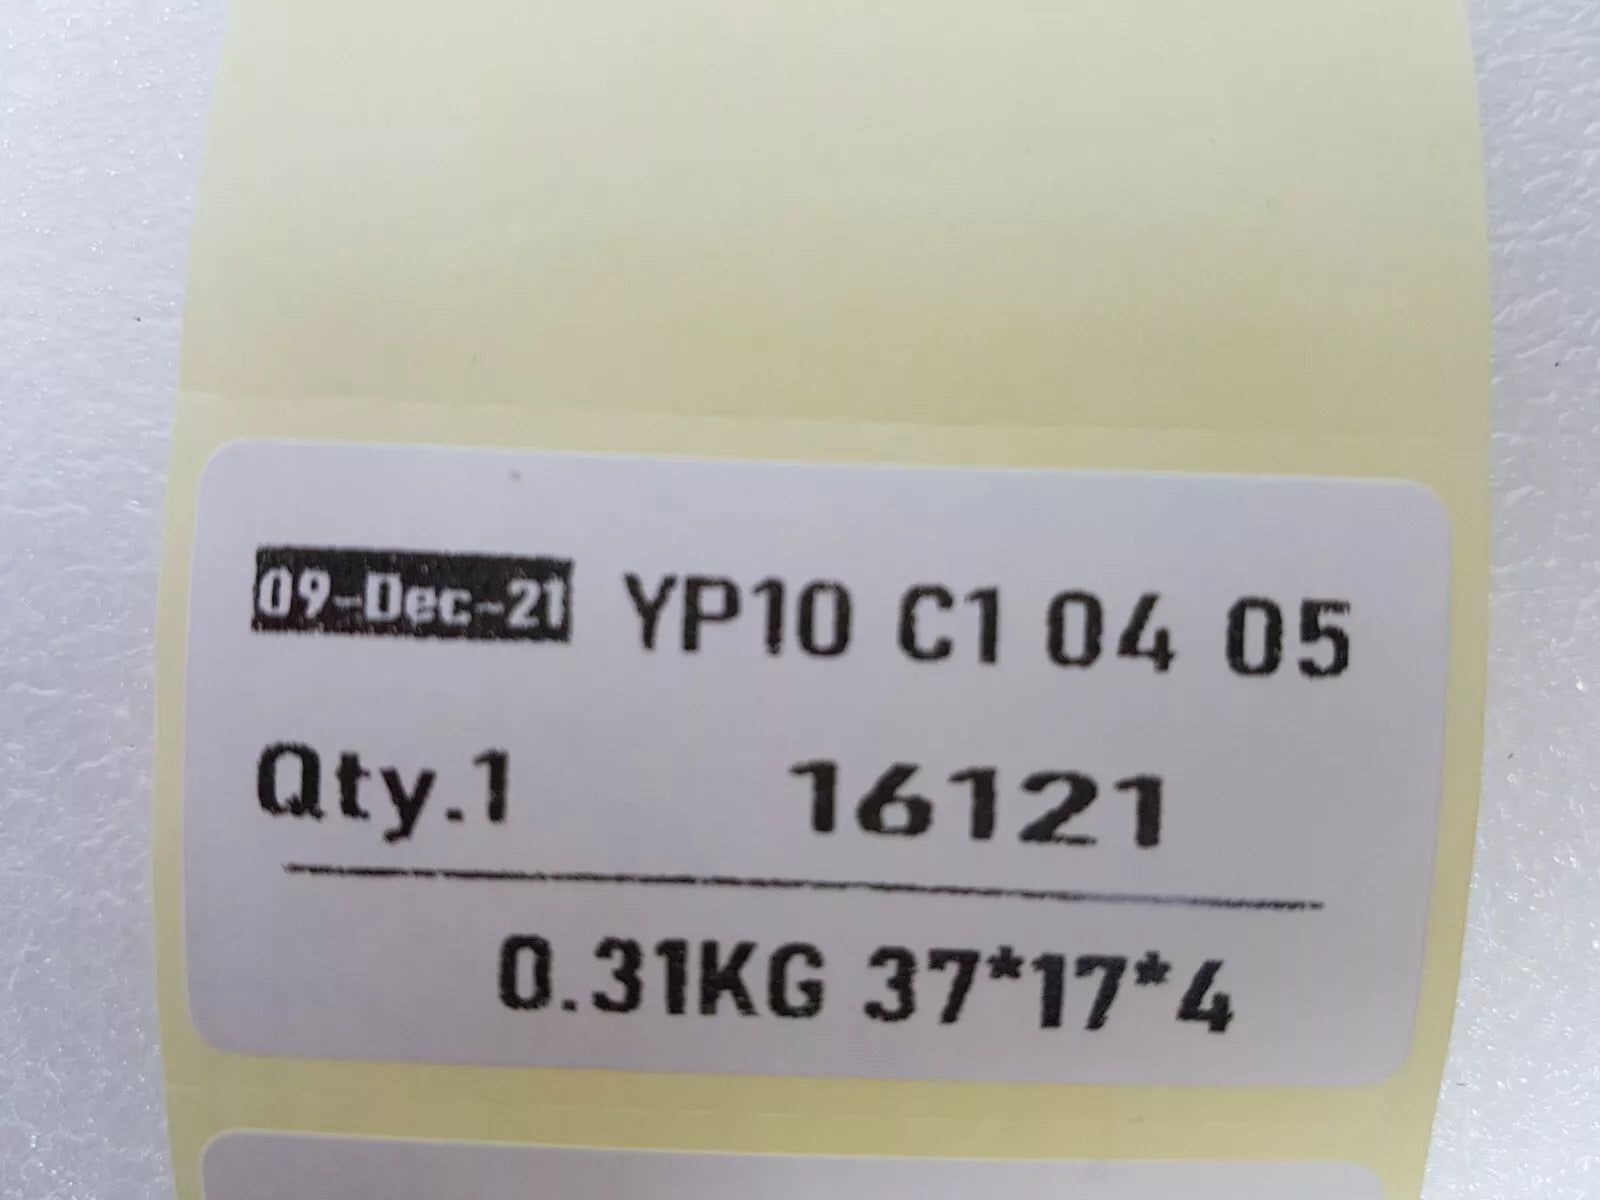 09-Dec-21 YP10 C1 04 05
Qty.1 16121
0.31KG 37*17*4